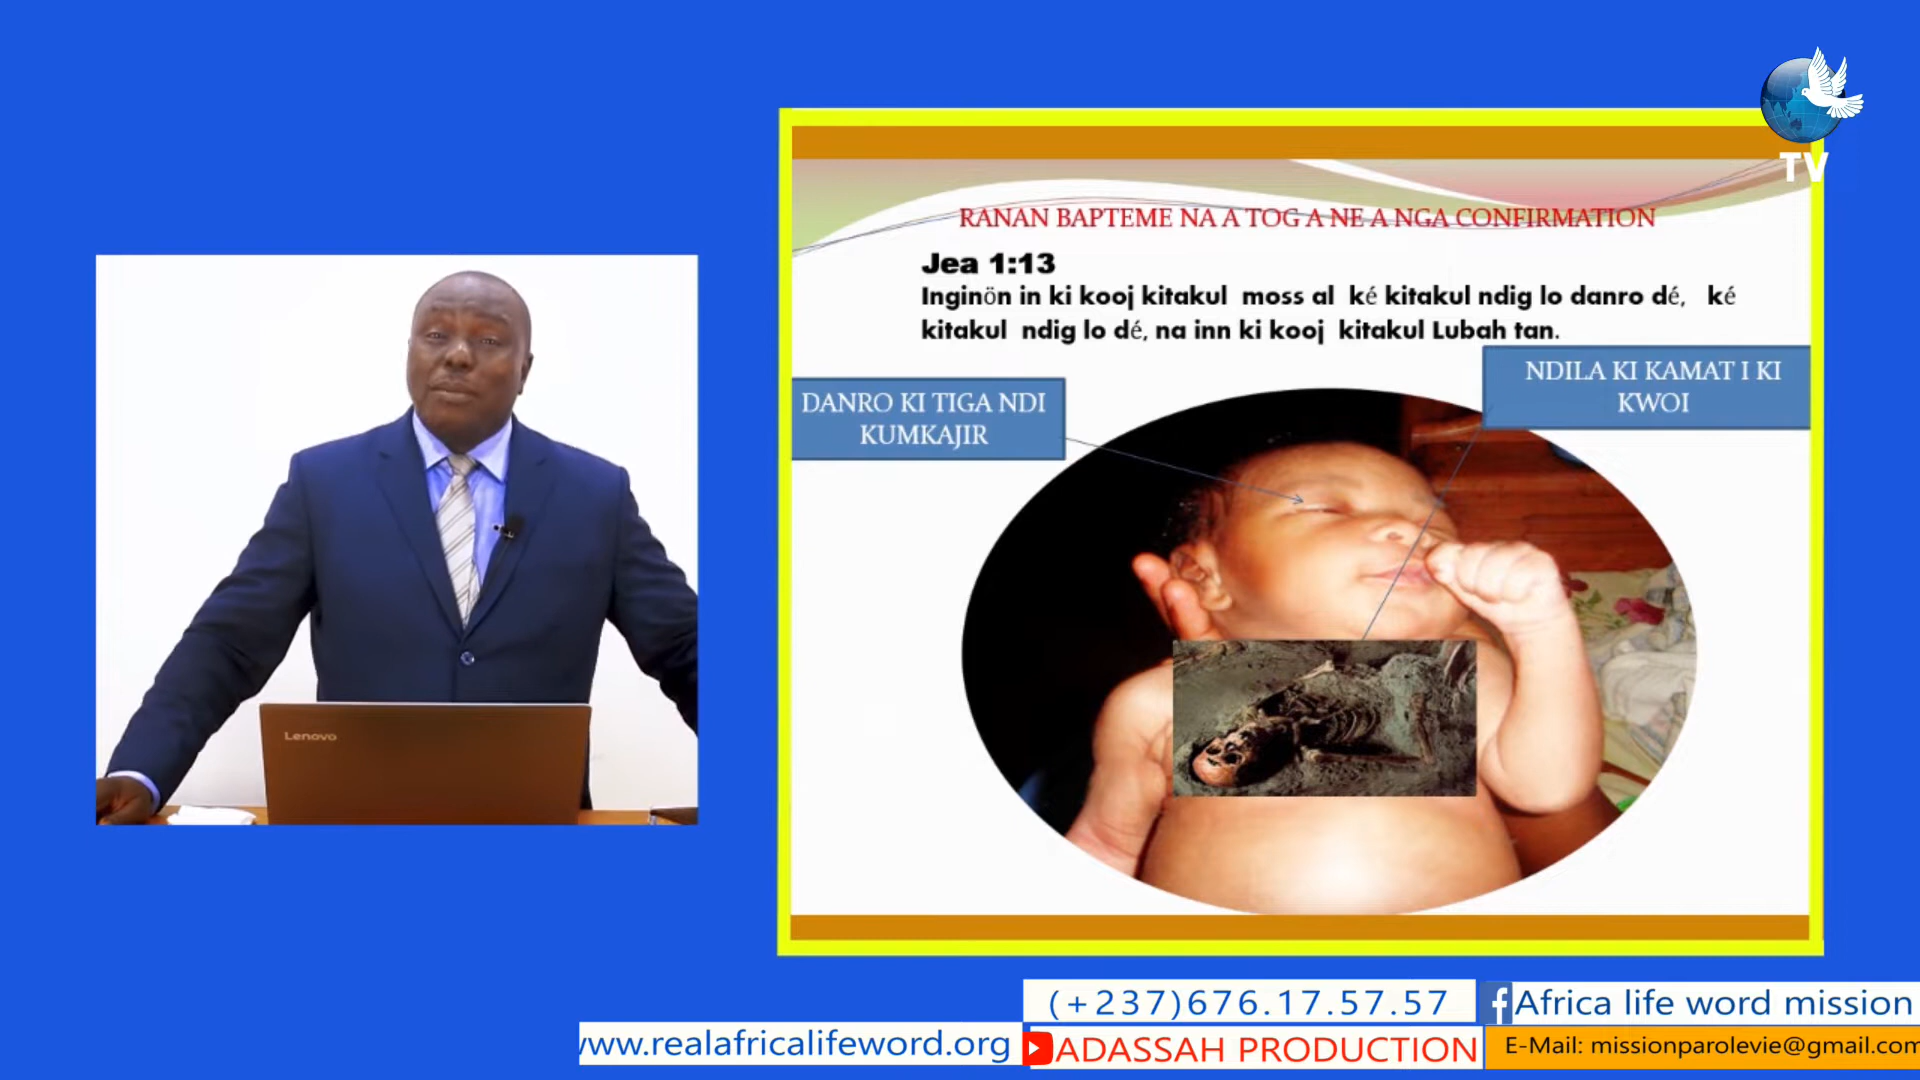 TV
RANAN BAPTEME NA A TOG A NE A NGA CONFIRMATION
Jea 1:13
Inginön in ki kooj kitakul moss al ké kitakul ndig lo danro dé, ké
kitakul ndig lo dé, na inn ki kooj kitakul Lubah tan.
DANRO KI TIGA NDI
KUMKAJIR
NDILA KI KAMAT I KI
KWOI
Lenovo
(+237)676.17.57.57
Africa life word mission
www.realafricalifeword.org
ADASSAH PRODUCTION
E-Mail: missionparolevie@gmail.com